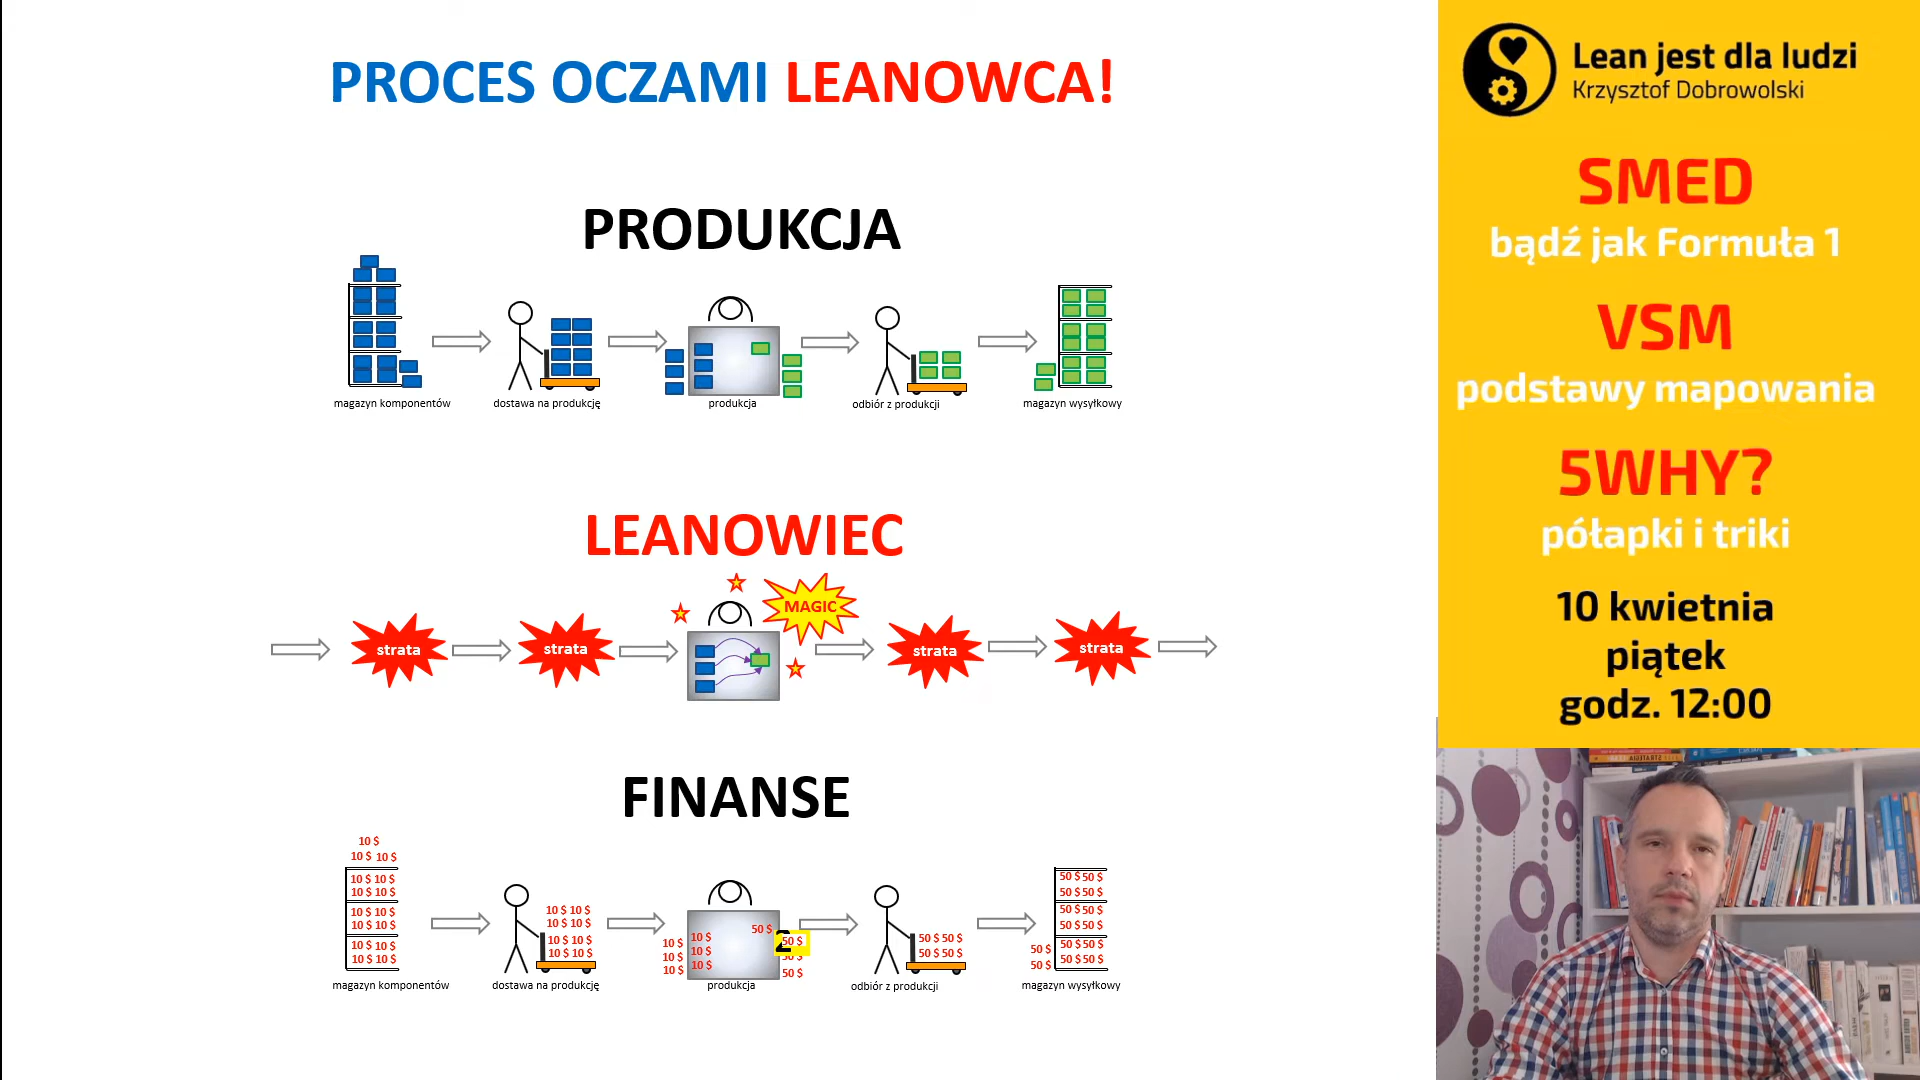 PROCES OCZAMI LEANOWCA!
PRODUKCJA
magazyn komponentów
dostawa na produkcję
produkcja
odbiór z produkcji
magazyn wysyłkowy
LEANOWIEC
strata
strata
MAGIC
strata
strata
FINANSE
10 $
10 $ 10 $
10 $ 10 $
10 $ 10 $
10 $ 10 $
10 $ 10 $
10 $ 10 $
10 $ 10 $
magazyn komponentów
10 $ 10 $
10 $ 10 $
10 $ 10 $
10 $ 10 $
dostawa na produkcję
10 $
10 $
10 $
10 $
10 $
10 $
50 $
2
50 $
50 $
50 $
produkcja
50 $ 50 $
50 $ 50 $
odbiór z produkcji
50 $
50 $
50 $ 50 $
50 $ 50 $
50 $ 50 $
50 $ 50 $
50 $ 50 $
50 $ 50 $
magazyn wysyłkowy
Lean jest dla ludzi
Krzysztof Dobrowolski
SMED
bądź jak Formuła 1
VSM
podstawy mapowania
5WHY?
półapki i triki
10 kwietnia
piątek
godz. 12:00